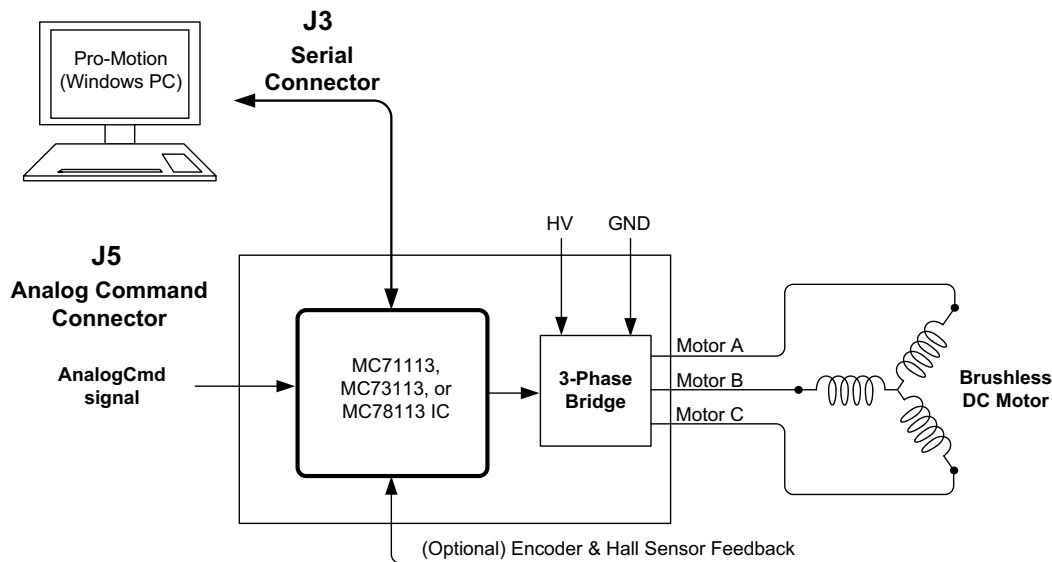 J3
Serial
Connector
Pro-Motion
(Windows PC)
J5
Analog Command
Connector
AnalogCmd
signal
HV
GND
MC71113,
MC73113, or
MC78113 IC
3-Phase
Bridge
Motor A
Motor B
Motor C
Brushless
DC Motor
(Optional) Encoder & Hall Sensor Feedback